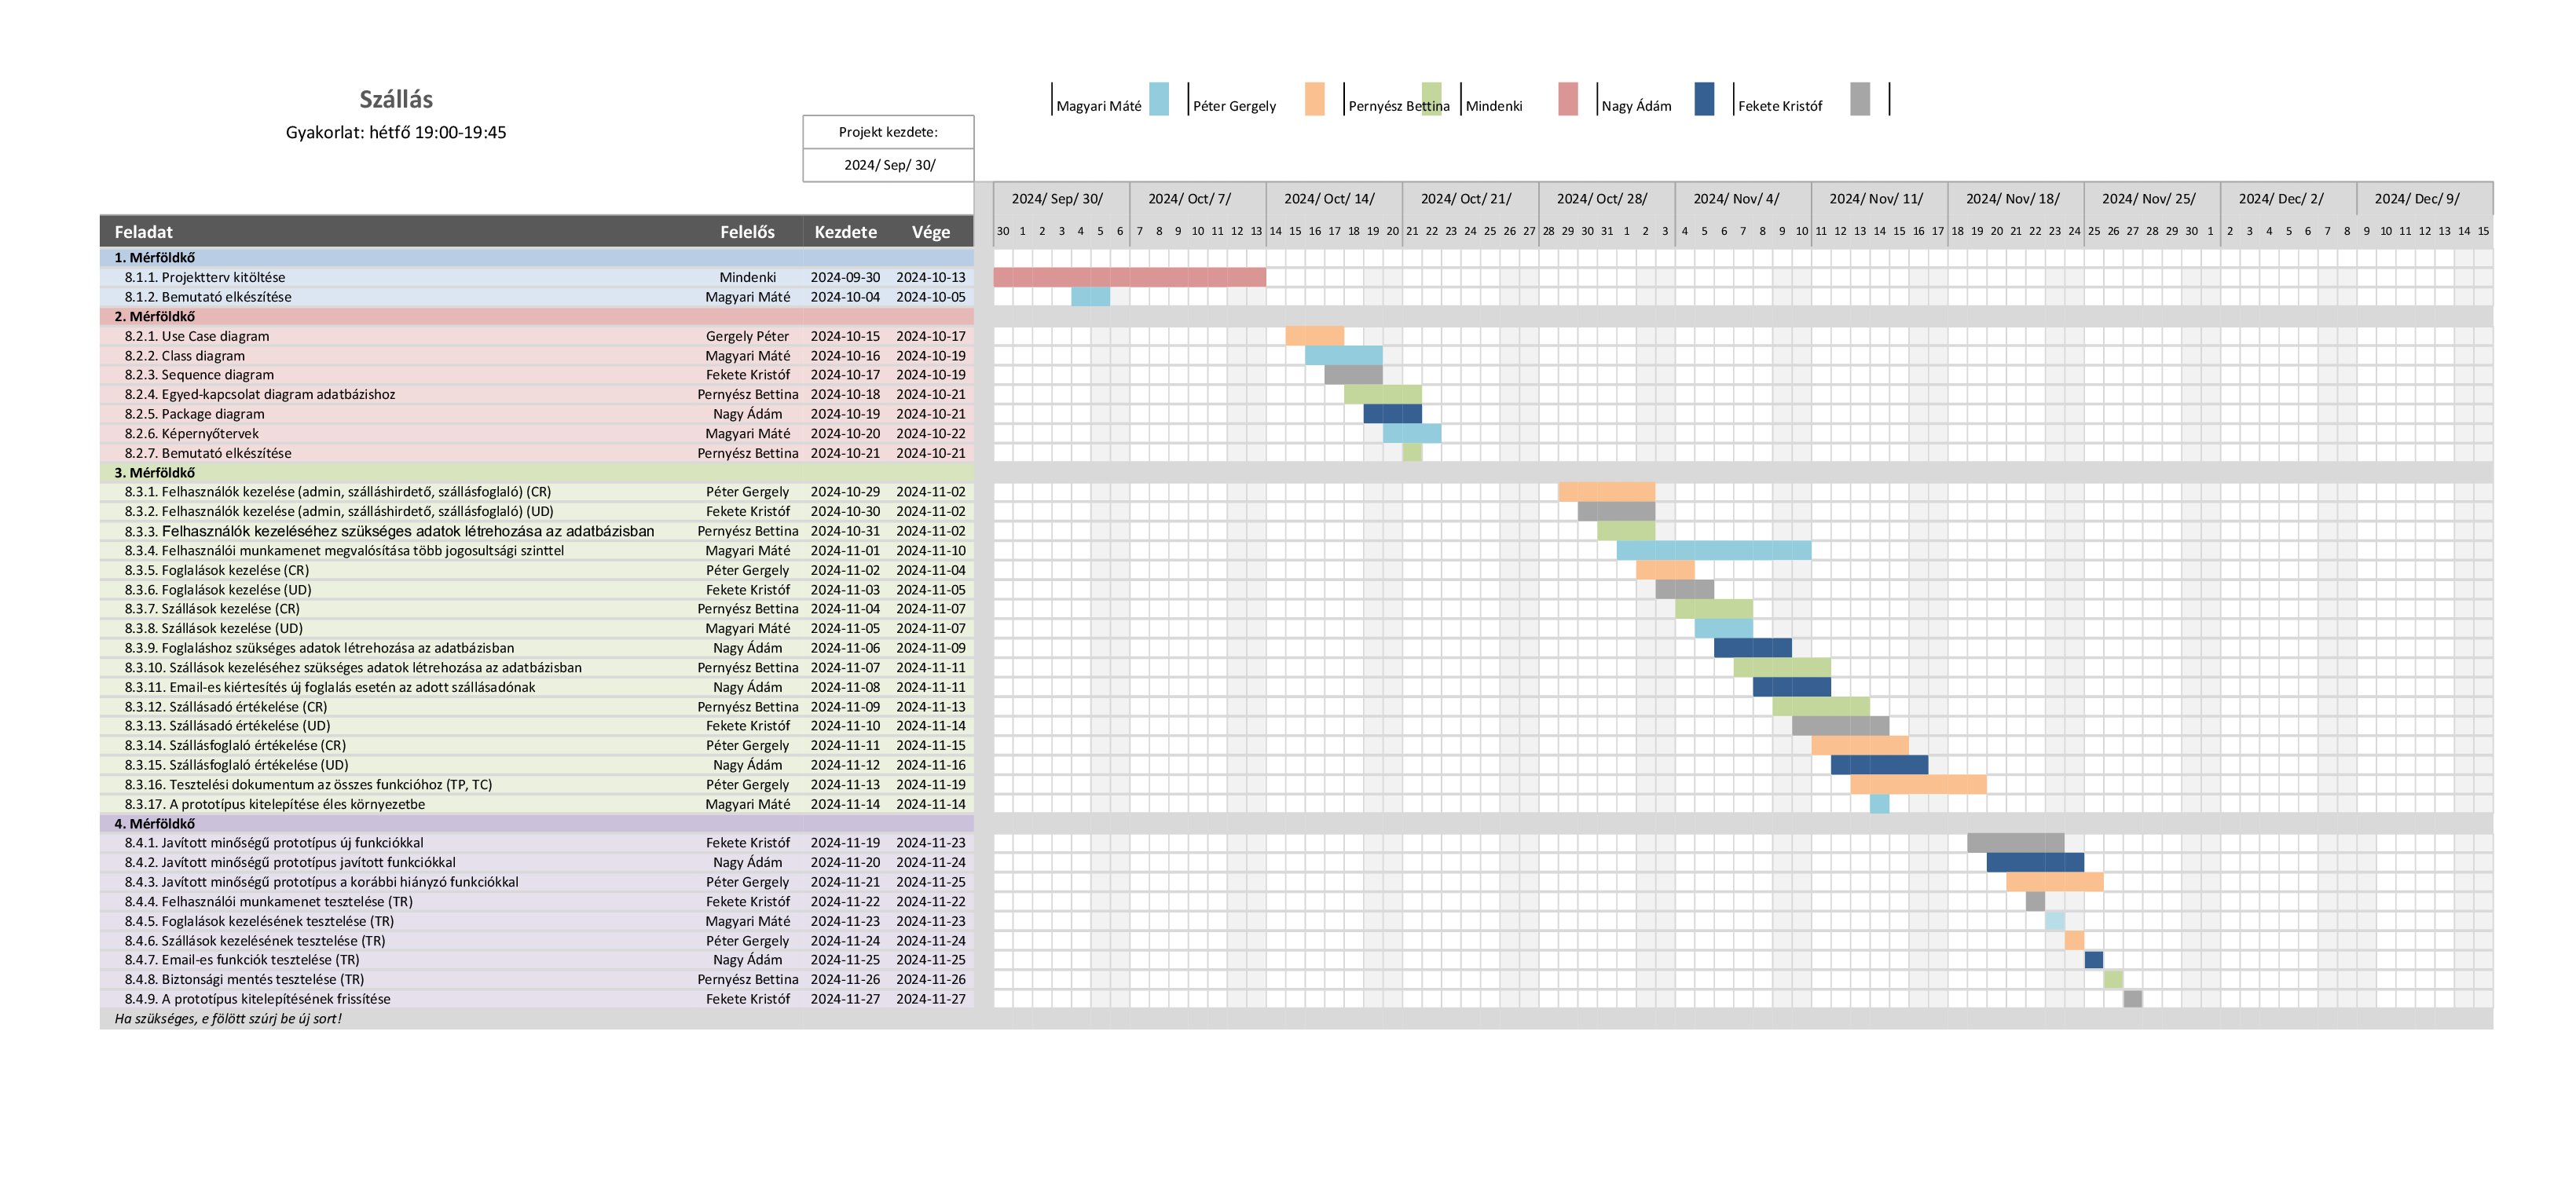 Szállás
Gyakorlat: hétfő 19:00-19:45
Magyari Máté Péter Gergely Pernyész Bettina Mindenki Nagy Ádám Fekete Kristóf
Projekt kezdete:
2024/ Sep/ 30/
2024/ Sep/ 30/ 2024/ Oct/ 7/ 2024/ Oct/ 14/ 2024/ Oct/ 21/ 2024/ Oct/ 28/ 2024/ Nov/ 4/ 2024/ Nov/ 11/ 2024/ Nov/ 18/ 2024/ Nov/ 25/ 2024/ Dec/ 2/ 2024/ Dec/ 9/
Feladat Felelős Kezdete Vége 30 1 2 3 4 5 6 7 8 9 10 11 12 13 14 15 16 17 18 19 20 21 22 23 24 25 26 27 28 29 30 31 1 2 3 4 5 6 7 8 9 10 11 12 13 14 15 16 17 18 19 20 21 22 23 24 25 26 27 28 29 30 1 2 3 4 5 6 7 8 9 10 11 12 13 14 15
1. Mérföldkő
8.1.1. Projektterv kitöltése Mindenki 2024-09-30 2024-10-13
8.1.2. Bemutató elkészítése Magyari Máté 2024-10-04 2024-10-05
2. Mérföldkő
8.2.1. Use Case diagram Gergely Péter 2024-10-15 2024-10-17
8.2.2. Class diagram Magyari Máté 2024-10-16 2024-10-19
8.2.3. Sequence diagram Fekete Kristóf 2024-10-17 2024-10-19
8.2.4. Egyed-kapcsolat diagram adatbázishoz Pernyész Bettina 2024-10-18 2024-10-21
8.2.5. Package diagram Nagy Ádám 2024-10-19 2024-10-21
8.2.6. Képernyőtervek Magyari Máté 2024-10-20 2024-10-22
8.2.7. Bemutató elkészítése Pernyész Bettina 2024-10-21 2024-10-21
3. Mérföldkő
8.3.1. Felhasználók kezelése (admin, szálláshirdető, szállásfoglaló) (CR) Péter Gergely 2024-10-29 2024-11-02
8.3.2. Felhasználók kezelése (admin, szálláshirdető, szállásfoglaló) (UD) Fekete Kristóf 2024-10-30 2024-11-02
8.3.3. Felhasználók kezeléséhez szükséges adatok létrehozása az adatbázisban Pernyész Bettina 2024-10-31 2024-11-02
8.3.4. Felhasználói munkamenet megvalósítása több jogosultsági szinttel Magyari Máté 2024-11-01 2024-11-10
8.3.5. Foglalások kezelése (CR) Péter Gergely 2024-11-02 2024-11-04
8.3.6. Foglalások kezelése (UD) Fekete Kristóf 2024-11-03 2024-11-05
8.3.7. Szállások kezelése (CR) Pernyész Bettina 2024-11-04 2024-11-07
8.3.8. Szállások kezelése (UD) Magyari Máté 2024-11-05 2024-11-07
8.3.9. Foglaláshoz szükséges adatok létrehozása az adatbázisban Nagy Ádám 2024-11-06 2024-11-09
8.3.10. Szállások kezeléséhez szükséges adatok létrehozása az adatbázisban Pernyész Bettina 2024-11-07 2024-11-11
8.3.11. Email-es kiértesítés új foglalás esetén az adott szállásadónak Nagy Ádám 2024-11-08 2024-11-11
8.3.12. Szállásadó értékelése (CR) Pernyész Bettina 2024-11-09 2024-11-13
8.3.13. Szállásadó értékelése (UD) Fekete Kristóf 2024-11-10 2024-11-14
8.3.14. Szállásfoglaló értékelése (CR) Péter Gergely 2024-11-11 2024-11-15
8.3.15. Szállásfoglaló értékelése (UD) Nagy Ádám 2024-11-12 2024-11-16
8.3.16. Tesztelési dokumentum az összes funkcióhoz (TP, TC) Péter Gergely 2024-11-13 2024-11-19
8.3.17. A prototípus kitelepítése éles környezetbe Magyari Máté 2024-11-14 2024-11-14
4. Mérföldkő
8.4.1. Javított minőségű prototípus új funkciókkal Fekete Kristóf 2024-11-19 2024-11-23
8.4.2. Javított minőségű prototípus javított funkciókkal Nagy Ádám 2024-11-20 2024-11-24
8.4.3. Javított minőségű prototípus a korábbi hiányzó funkciókkal Péter Gergely 2024-11-21 2024-11-25
8.4.4. Felhasználói munkamenet tesztelése (TR) Fekete Kristóf 2024-11-22 2024-11-22
8.4.5. Foglalások kezelésének tesztelése (TR) Magyari Máté 2024-11-23 2024-11-23
8.4.6. Szállások kezelésének tesztelése (TR) Péter Gergely 2024-11-24 2024-11-24
8.4.7. Email-es funkciók tesztelése (TR) Nagy Ádám 2024-11-25 2024-11-25
8.4.8. Biztonsági mentés tesztelése (TR) Pernyész Bettina 2024-11-26 2024-11-26
8.4.9. A prototípus kitelepítésének frissítése Fekete Kristóf 2024-11-27 2024-11-27
Ha szükséges, e fölött szúrj be új sort!